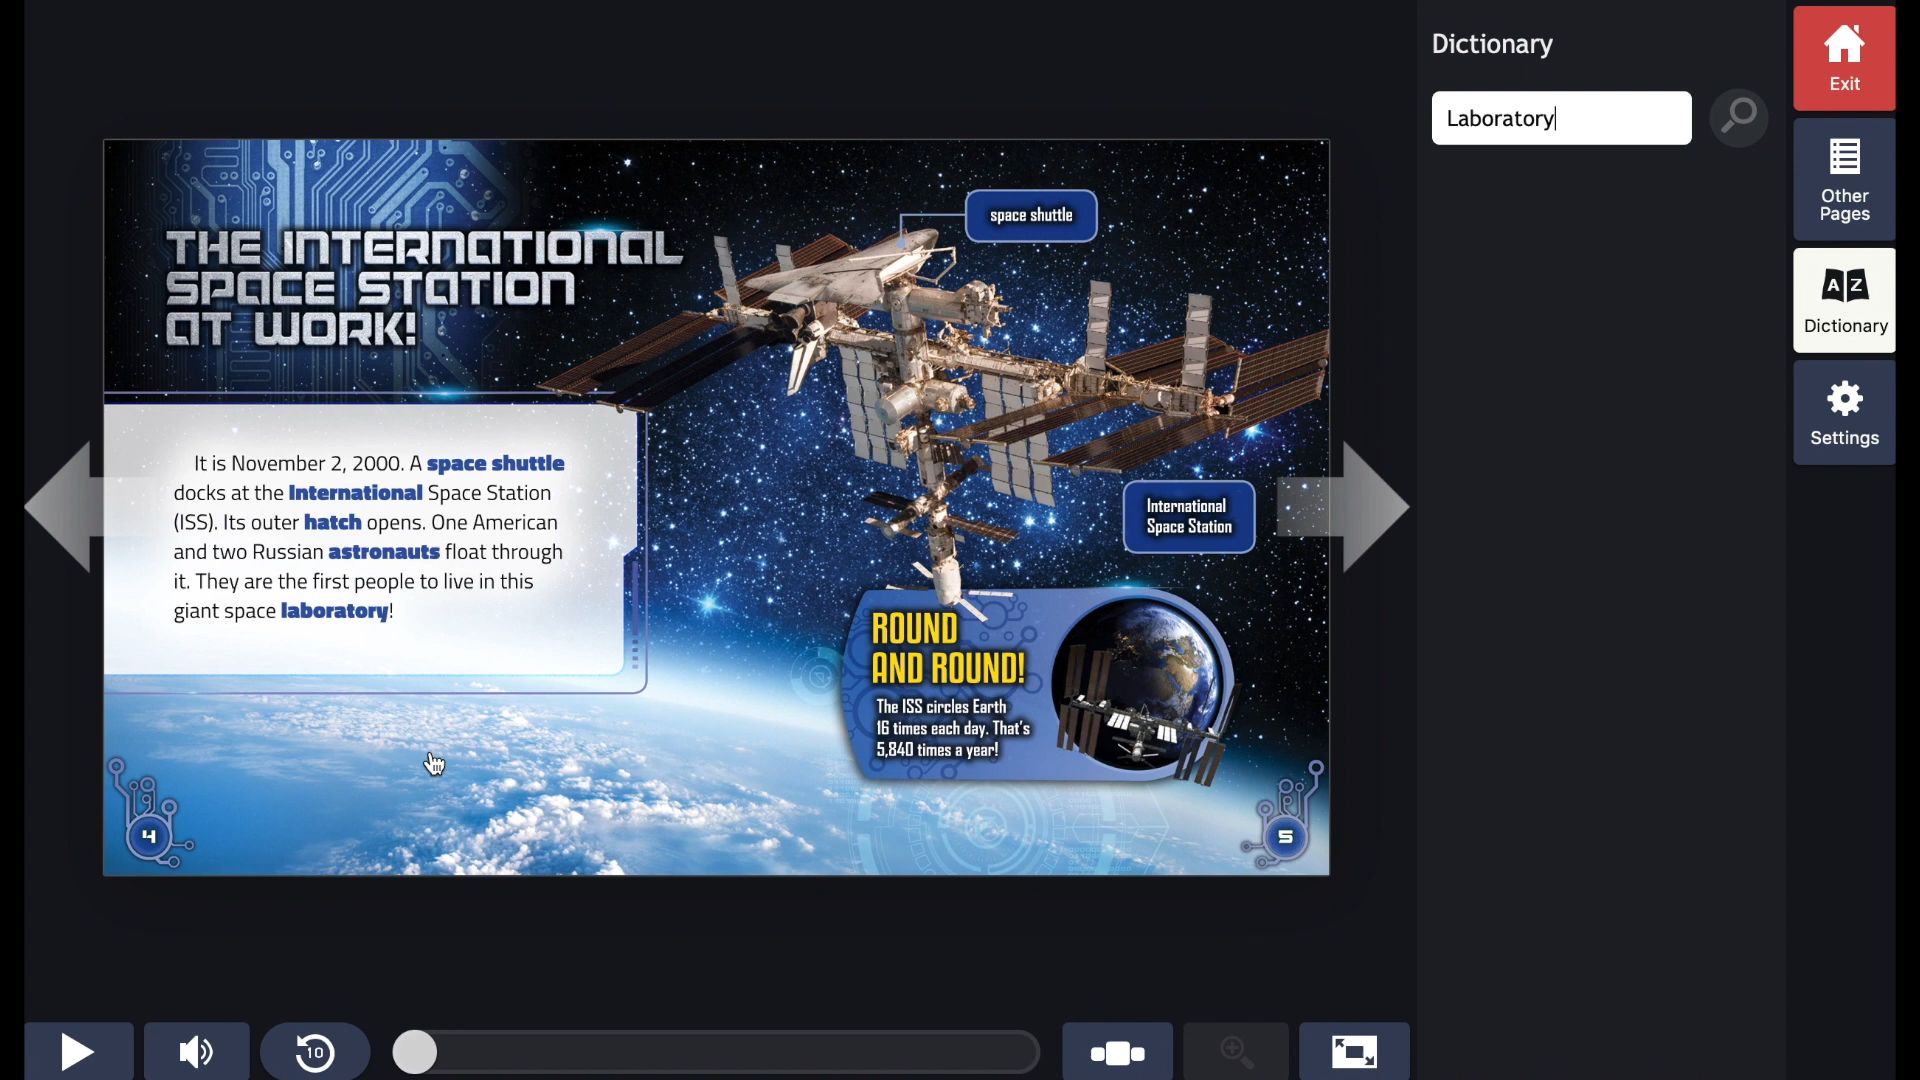 THE INTERNATIONAL
SPACE STATION
AT WORK!
It is November 2, 2000. A space shuttle
docks at the International Space Station
(ISS). Its outer hatch opens. One American
and two Russian astronauts float through
it. They are the first people to live in this
giant space laboratory!
space shuttle
International
Space Station
ROUND
AND ROUND!
The ISS circles Earth
16 times each day. That's
5,840 times a year!
4
5
10
Dictionary
Laboratory
Exit
Other
Pages
A Z
Dictionary
Settings